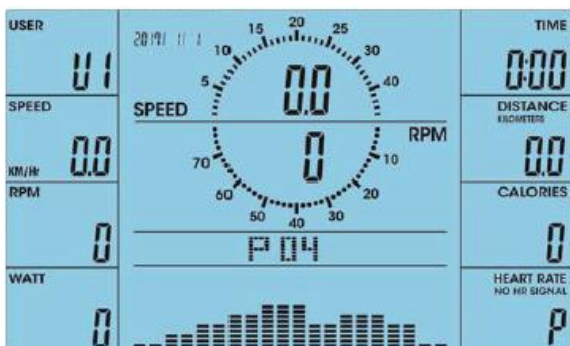 USER
U 1
SPEED
KM/Hr 0.0
RPM
0
WATT
0
5 10 15 20 25 30 40
SPEED 0.0
0 RPM
70 60 50 40 30 20 10
P 04
TIME
0:00
DISTANCE
KILOMETERS
0.0
CALORIES
0
HEART RATE
NO HR SIGNAL
P